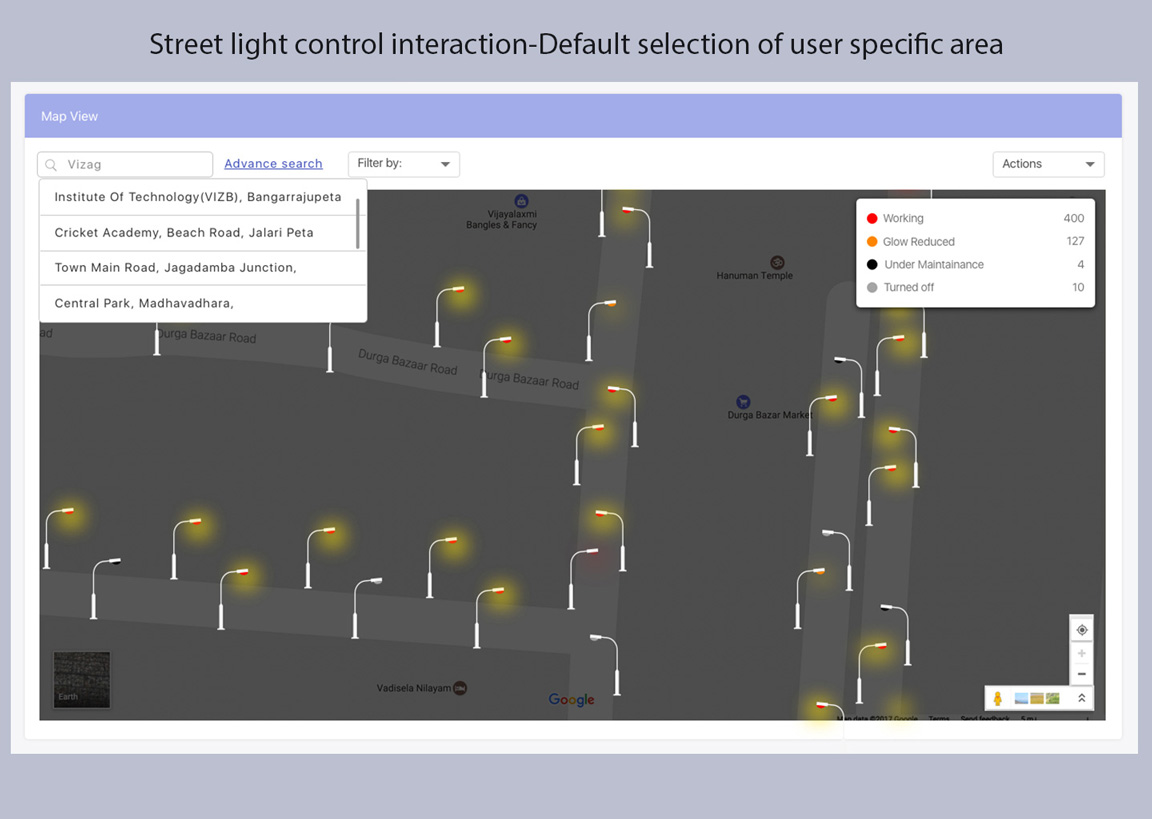 Street light control interaction-Default selection of user specific area
Map View
Vizag
Advance search
Filter by:
Actions
Institute Of Technology(VIZB), Bangarrajupeta
Cricket Academy, Beach Road, Jalari Peta
Town Main Road, Jagadamba Junction,
Central Park, Madhavadhara,
Working 400
Glow Reduced 127
Under Maintainance 4
Turned off 10
Vijayalaxmi
Bangles & Fancy
Hanuman Temple
ad
Durga Bazaar Road
Durga Bazaar Road
Durga Bazaar Road
Durga Bazar Market
Earth
Vadisela Nilayam
Google
Map data ©2017 Google Terms Send feedback